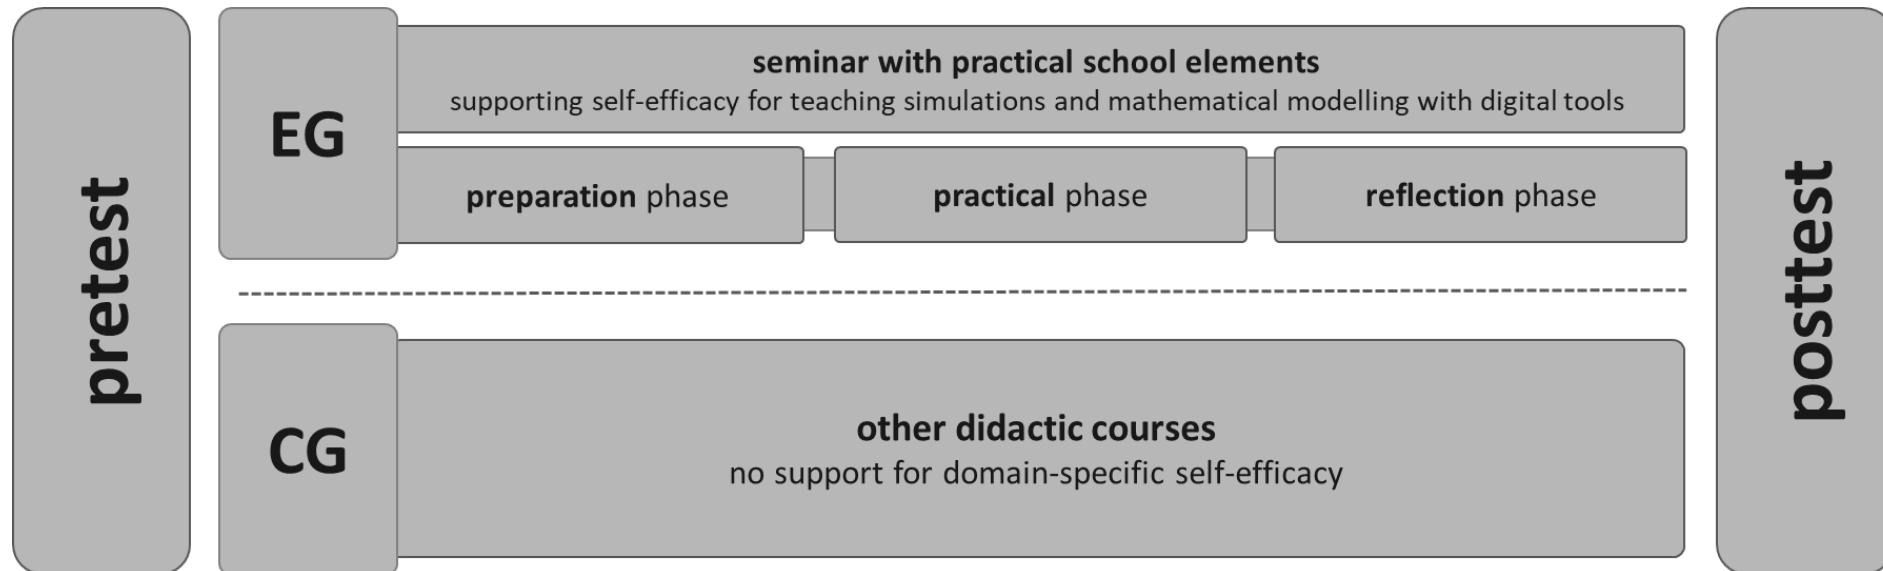 pretest
EG
seminar with practical school elements
supporting self-efficacy for teaching simulations and mathematical modelling with digital tools
preparation phase
practical phase
reflection phase
CG
other didactic courses
no support for domain-specific self-efficacy
posttest